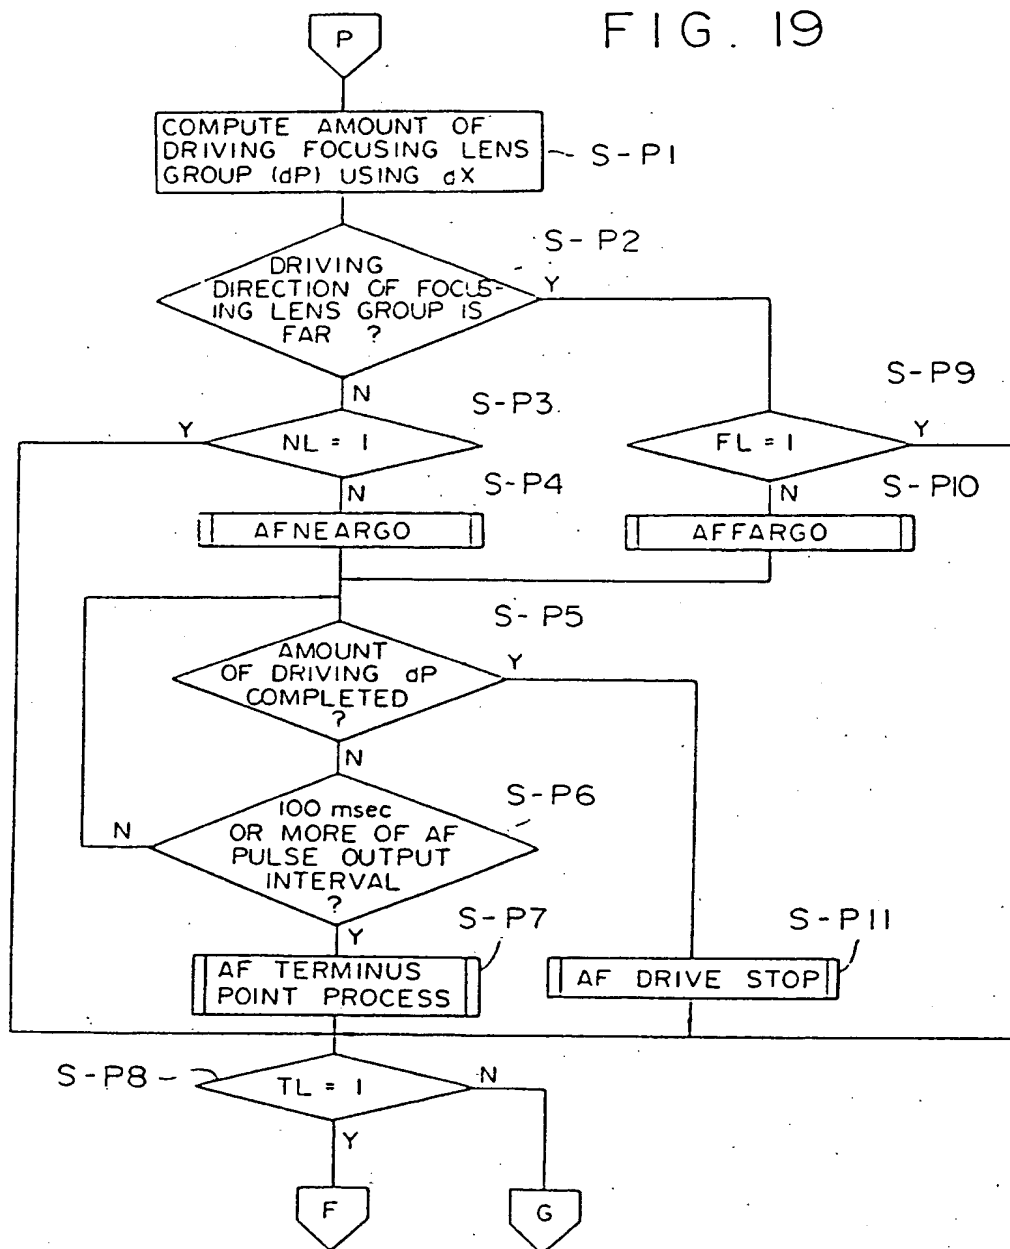 FIG. 19
P
COMPUTE AMOUNT OF
DRIVING FOCUSING LENS
GROUP (dP) USING dX
S-P1
S-P2
DRIVING
DIRECTION OF FOCUS-
ING LENS GROUP IS
FAR ?
Y
N
S-P3
S-P9
Y
NL = 1
FL = 1
Y
N
S-P4
N
S-P10
AFNEARGO
AFFARGO
S-P5
AMOUNT
OF DRIVING dP
COMPLETED
?
Y
N
S-P6
100 msec
OR MORE OF AF
PULSE OUTPUT
INTERVAL
?
N
Y
S-P7
S-P11
AF TERMINUS
POINT PROCESS
AF DRIVE STOP
S-P8
TL = 1
N
Y
F
G